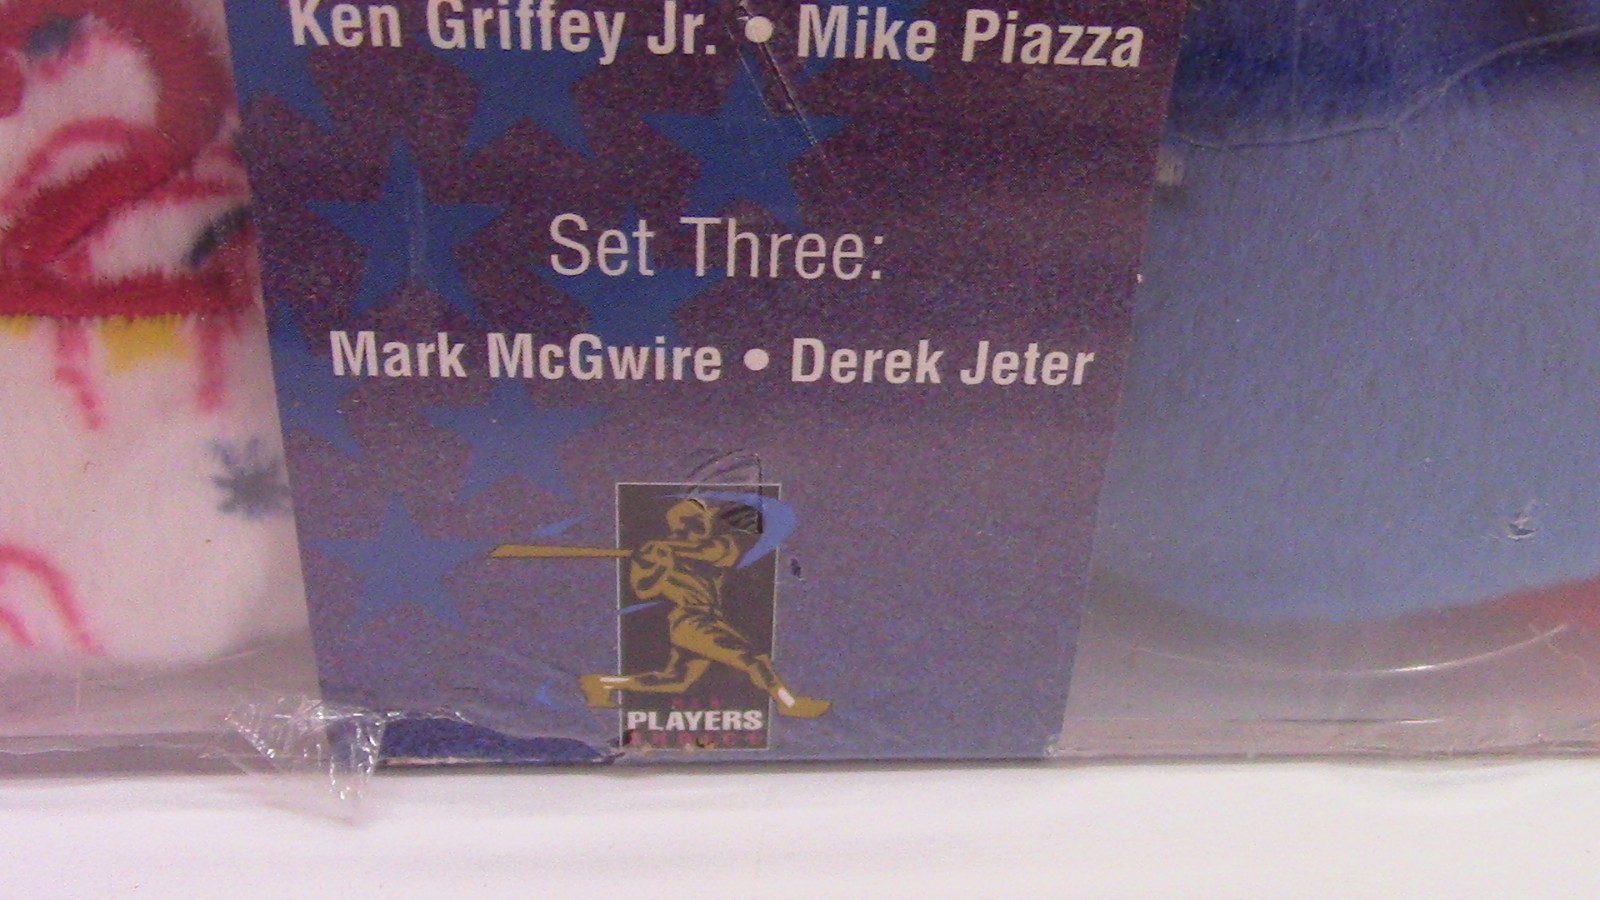 Ken Griffey Jr. • Mike Piazza
Set Three:
Mark McGwire • Derek Jeter
PLAYERS